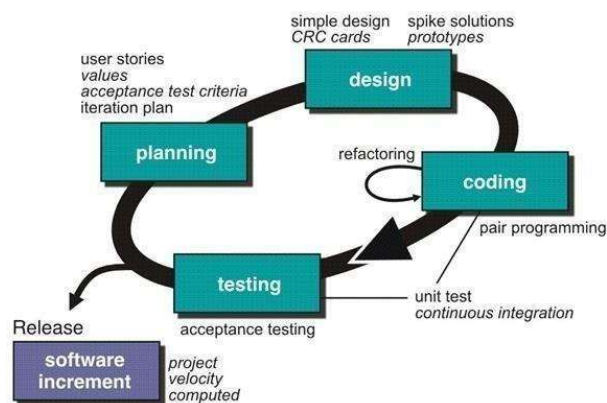 simple design
CRC cards
spike solutions
prototypes
user stories
values
acceptance test criteria
iteration plan
design
planning
refactoring
coding
pair programming
testing
unit test
continuous integration
acceptance testing
Release
software
increment
project
velocity
computed